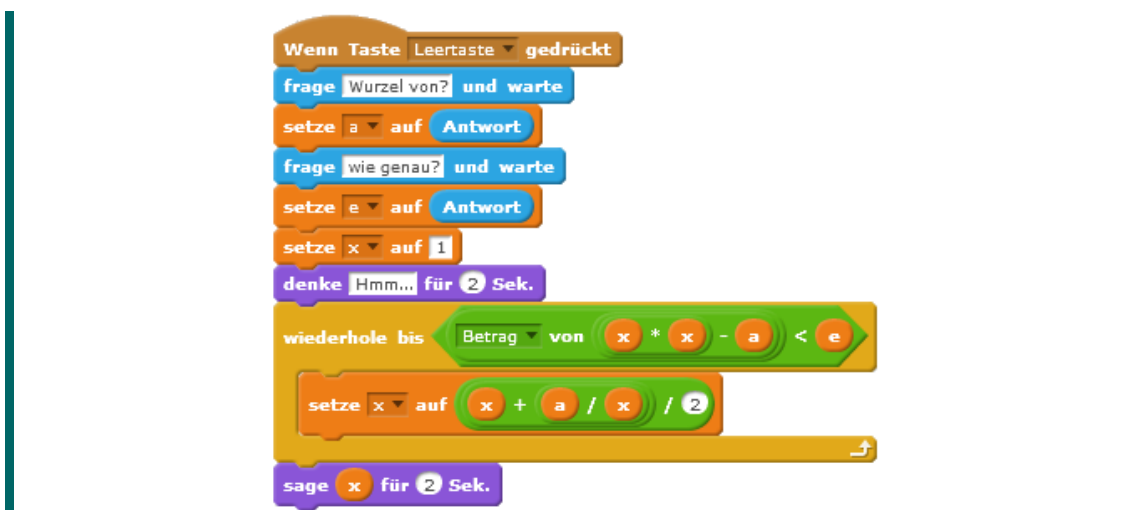 Wenn Taste Leertaste gedrückt
frage Wurzel von? und warte
setze a auf Antwort
frage wie genau? und warte
setze e auf Antwort
setze x auf 1
denke Hmm... für 2 Sek.
wiederhole bis Betrag von x * x - a < e
setze x auf x + a / x / 2
sage x für 2 Sek.